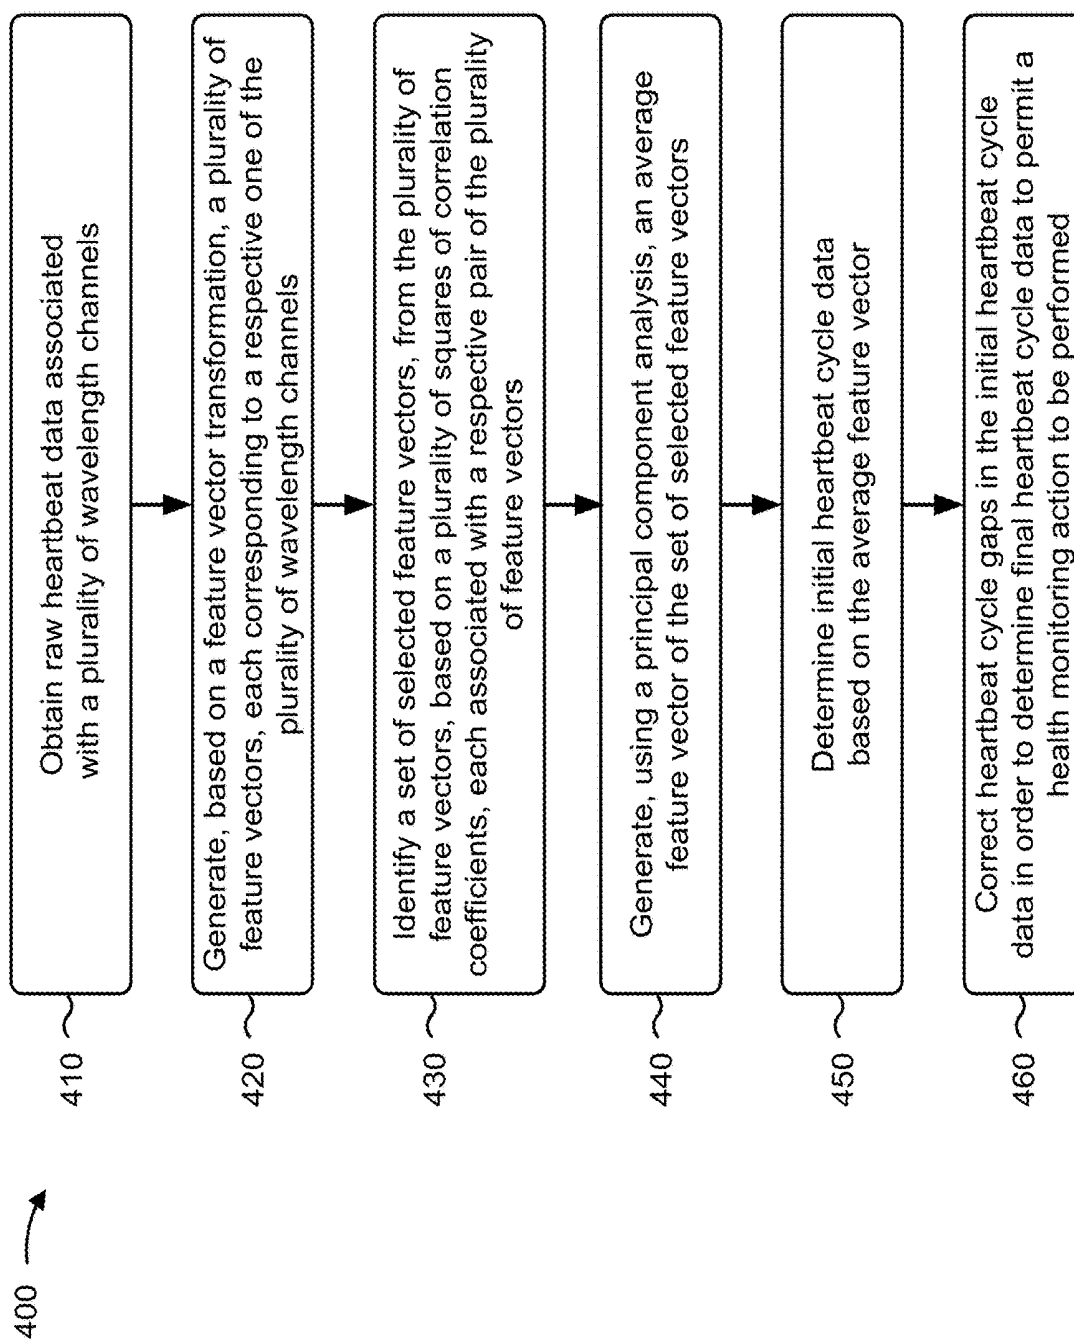 400
410
Obtain raw heartbeat data associated
with a plurality of wavelength channels
420
Generate, based on a feature vector transformation, a plurality of
feature vectors, each corresponding to a respective one of the
plurality of wavelength channels
430
Identify a set of selected feature vectors, from the plurality of
feature vectors, based on a plurality of squares of correlation
coefficients, each associated with a respective pair of the plurality
of feature vectors
440
Generate, using a principal component analysis, an average
feature vector of the set of selected feature vectors
450
Determine initial heartbeat cycle data
based on the average feature vector
460
Correct heartbeat cycle gaps in the initial heartbeat cycle
data in order to determine final heartbeat cycle data to permit a
health monitoring action to be performed